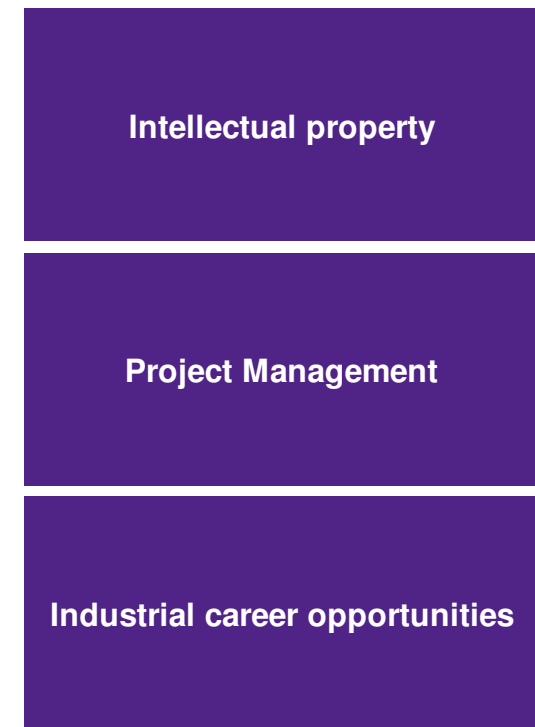 Intellectual property
Project Management
Industrial career opportunities